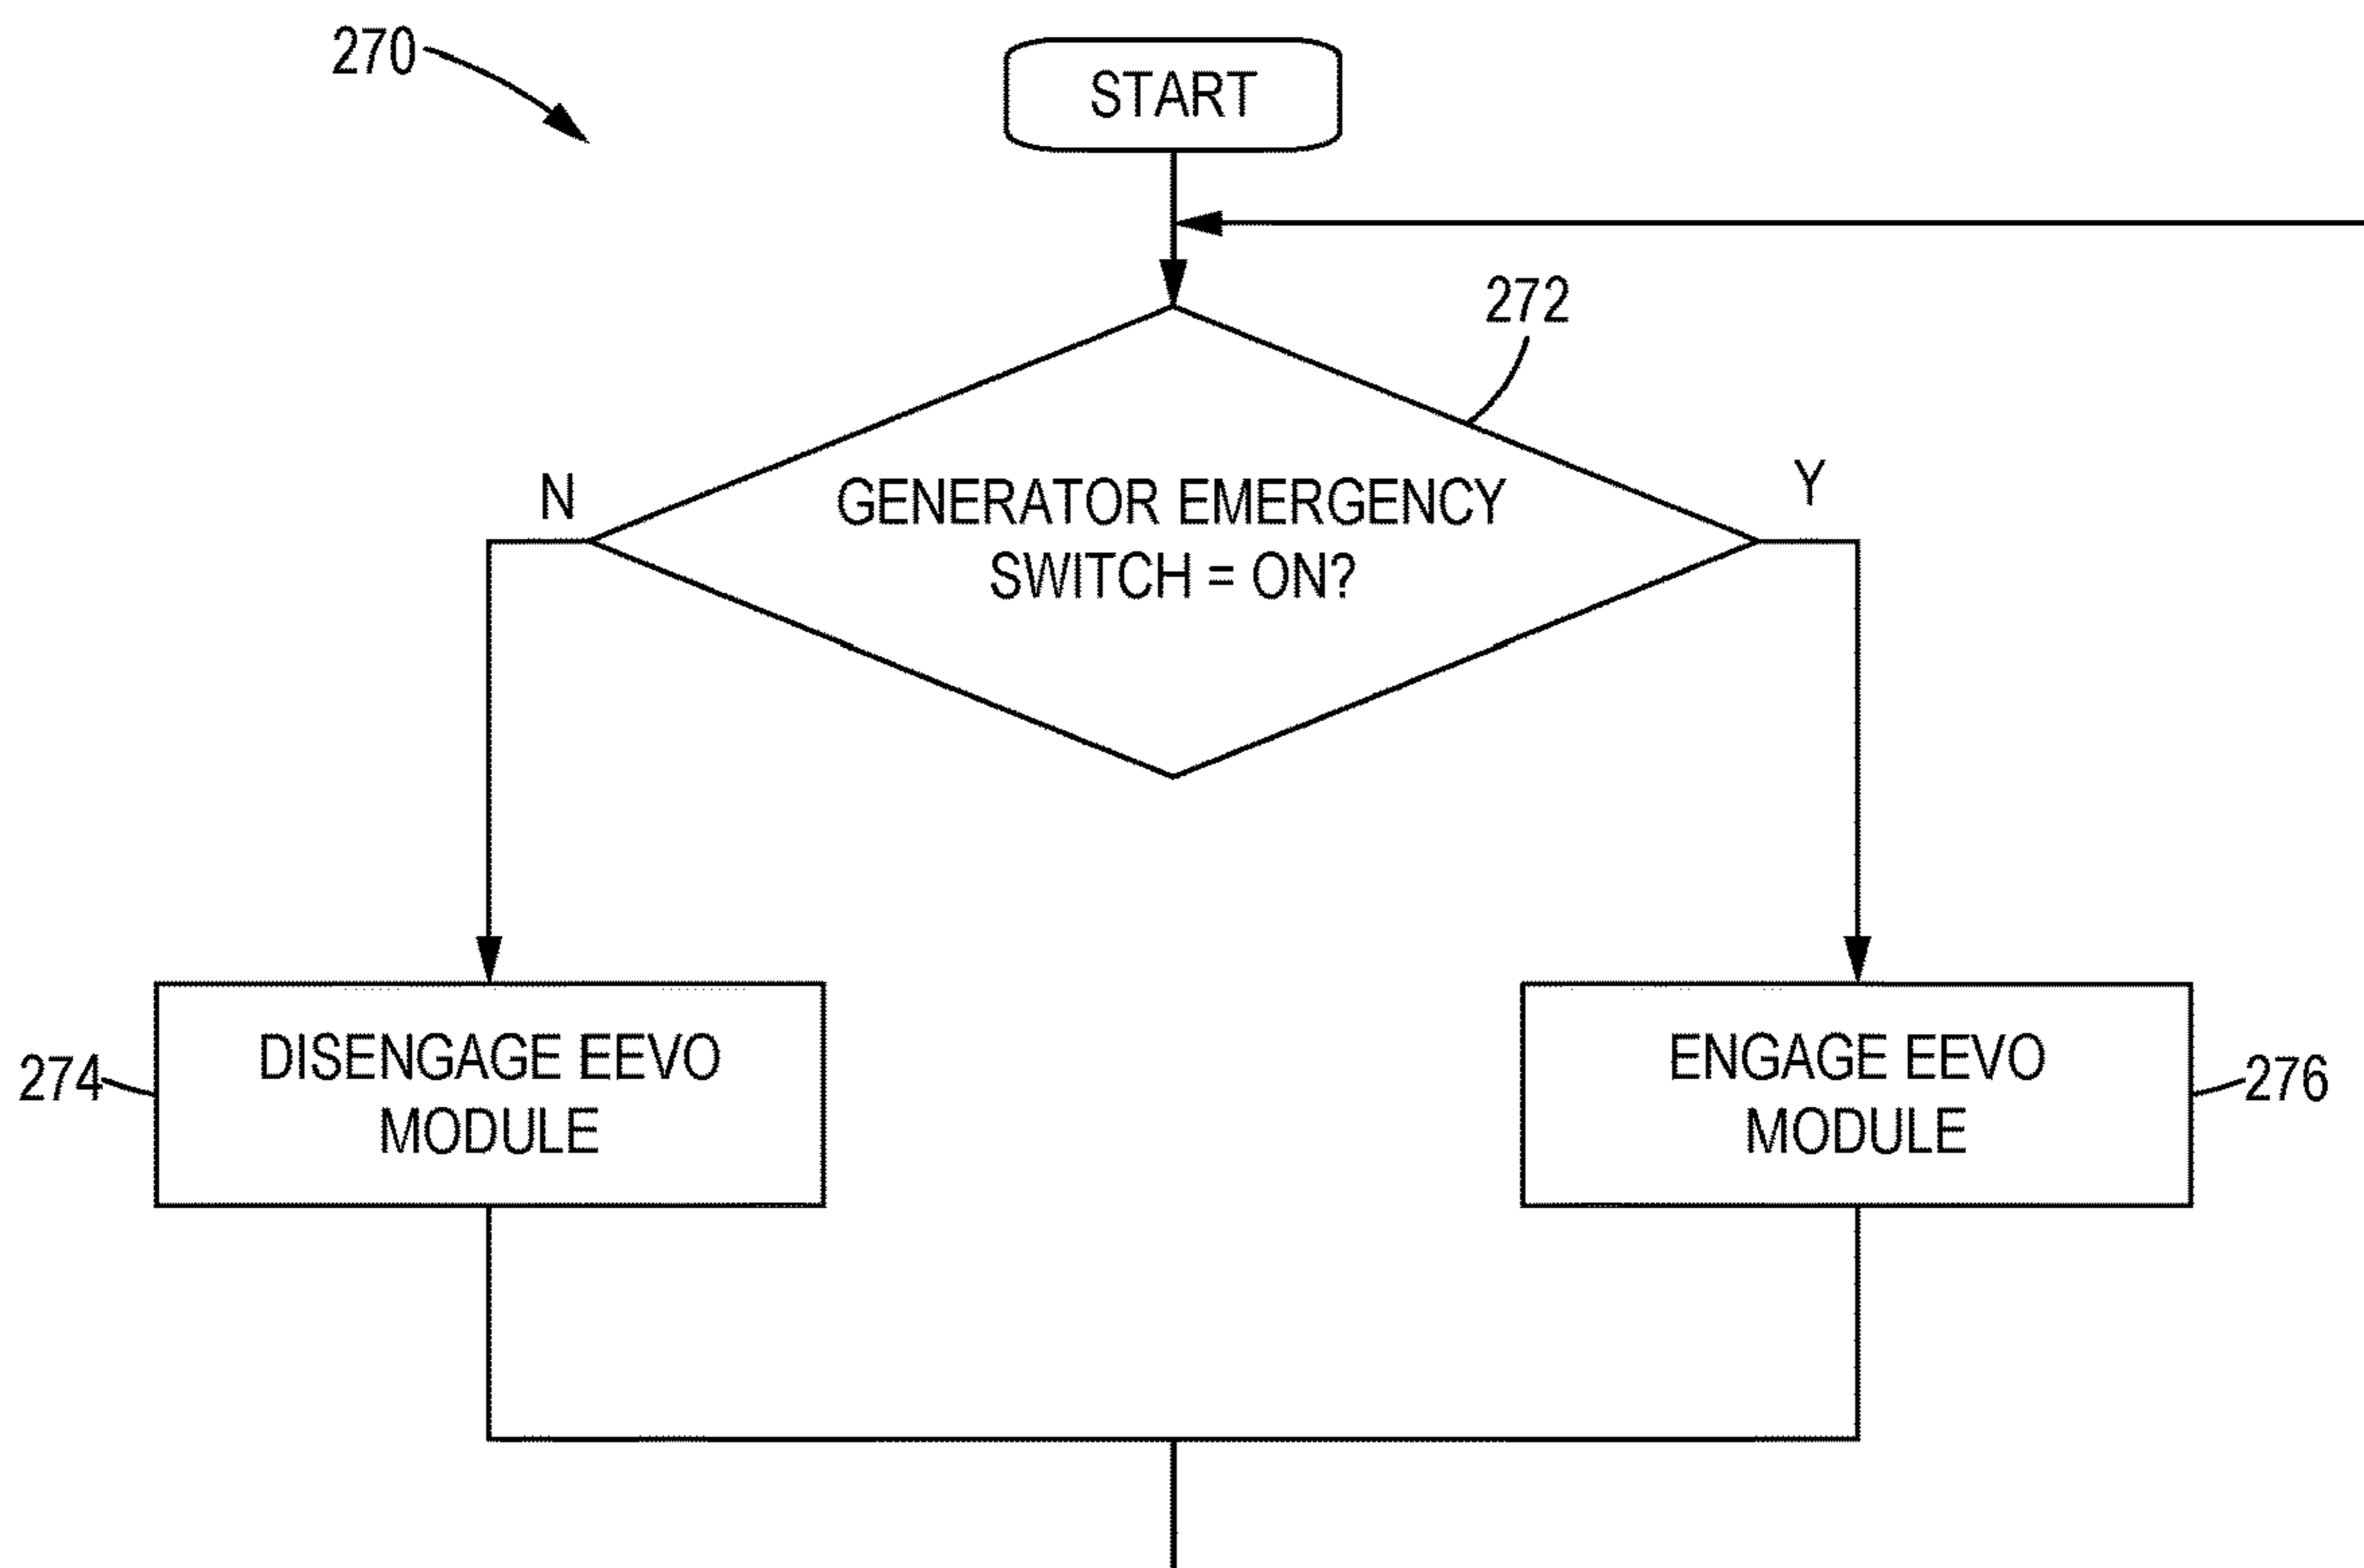 270
START
272
N
Y
GENERATOR EMERGENCY
SWITCH = ON?
274
DISENGAGE EEVO
MODULE
ENGAGE EEVO
MODULE
276